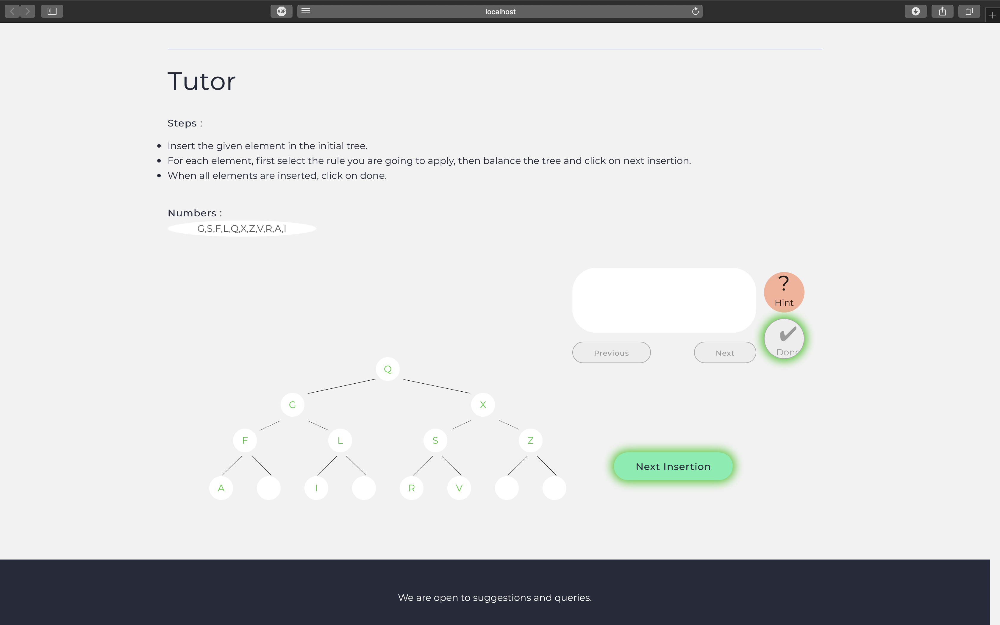 ABP
localhost
Tutor
Steps :
Insert the given element in the initial tree.
For each element, first select the rule you are going to apply, then balance the tree and click on next insertion.
When all elements are inserted, click on done.
Numbers :
G,S,F,L,Q,X,Z,V,R,A,I
?
Hint
Done
Previous
Next
Q
G
X
F
L
S
Z
Next Insertion
A
I
R
V
We are open to suggestions and queries.